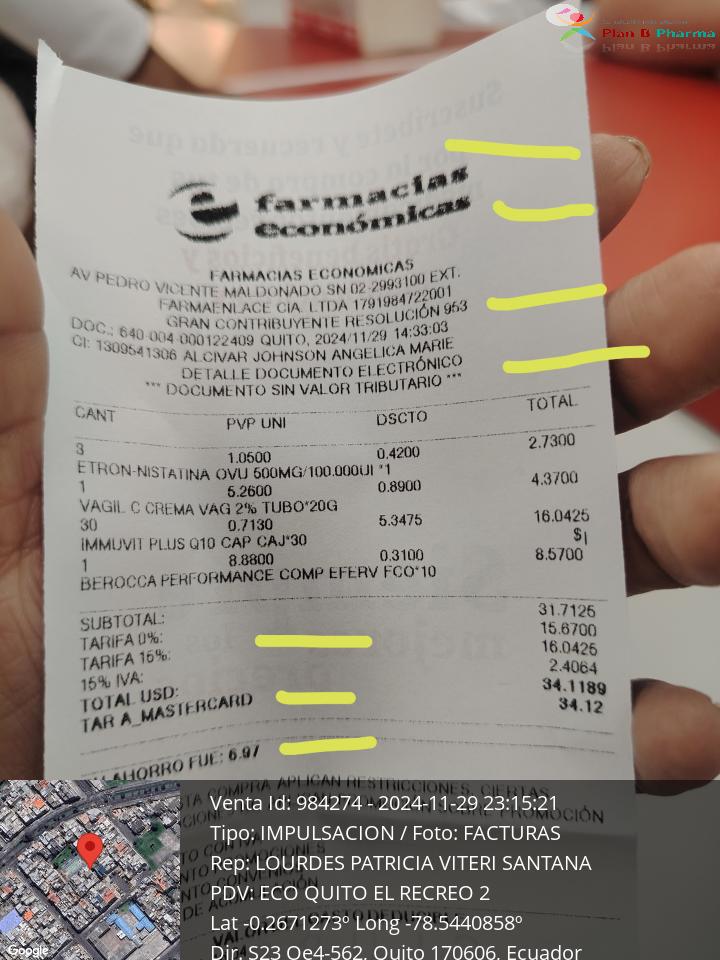 Plan B Pharma
farmacias
económicas
FARMACIAS ECONOMICAS
AV PEDRO VICENTE MALDONADO SN 02-2993100 EXT.
FARMAENLACE CIA. LTDA 1791984722001
GRAN CONTRIBUYENTE RESOLUCIÓN 953
DOC.: 640-004-000122409 QUITO, 2024/11/29 14:33:03
CI: 1309541306 ALCIVAR JOHNSON ANGELICA MARIE
DETALLE DOCUMENTO ELECTRÓNICO
*** DOCUMENTO SIN VALOR TRIBUTARIO ***
CANT PVP UNI DSCTO TOTAL
3 1.0500 0.4200 2.7300
ETRON-NISTATINA OVU 500MG/100.000UI *1
1 5.2600 0.8900 4.3700
VAGIL C CREMA VAG 2% TUBO*20G
30 0.7130 5.3475 16.0425
IMMUVIT PLUS Q10 CAP CAJ*30
1 8.8800 0.3100 8.5700
BEROCCA PERFORMANCE COMP EFERV FCO*10
SUBTOTAL: 31.7125
TARIFA 0%: 15.6700
TARIFA 15%: 16.0425
15% IVA: 2.4064
TOTAL USD: 34.1189
TAR A_MASTERCARD 34.12
AHORRO FUE: 6.97
COMPRA APLICAN RESTRICCIONES, CIERTAS
PROMOCIÓN
Venta Id: 984274 - 2024-11-29 23:15:21
Tipo: IMPULSACION / Foto: FACTURAS
Rep: LOURDES PATRICIA VITERI SANTANA
PDV: ECO QUITO EL RECREO 2
Lat -0.2671273º Long -78.5440858º
Dir. S23 Oe4-562, Quito 170606, Ecuador
Google